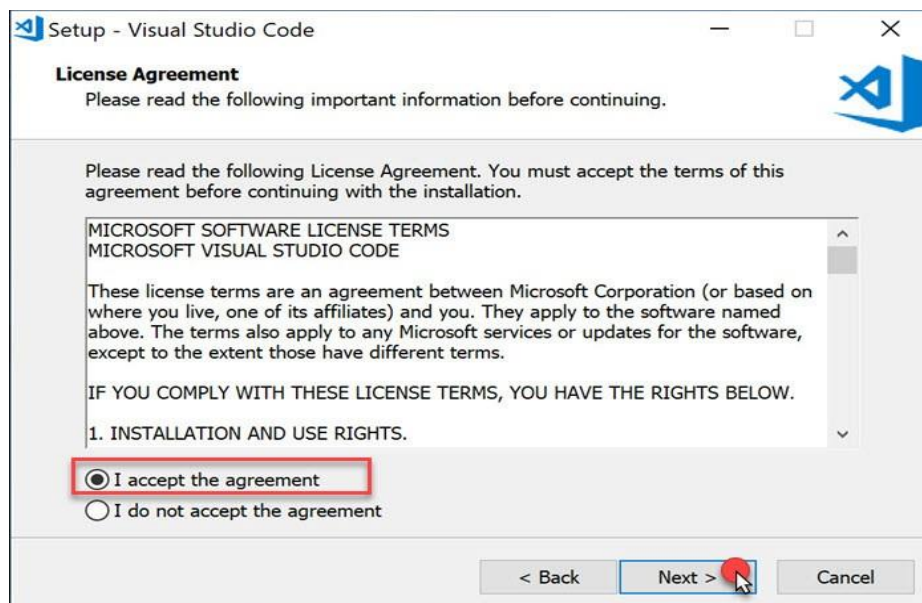 Setup - Visual Studio Code
License Agreement
Please read the following important information before continuing.
Please read the following License Agreement. You must accept the terms of this
agreement before continuing with the installation.
MICROSOFT SOFTWARE LICENSE TERMS
MICROSOFT VISUAL STUDIO CODE
These license terms are an agreement between Microsoft Corporation (or based on
where you live, one of its affiliates) and you. They apply to the software named
above. The terms also apply to any Microsoft services or updates for the software,
except to the extent those have different terms.
IF YOU COMPLY WITH THESE LICENSE TERMS, YOU HAVE THE RIGHTS BELOW.
1. INSTALLATION AND USE RIGHTS.
I accept the agreement
I do not accept the agreement
< Back Next > Cancel